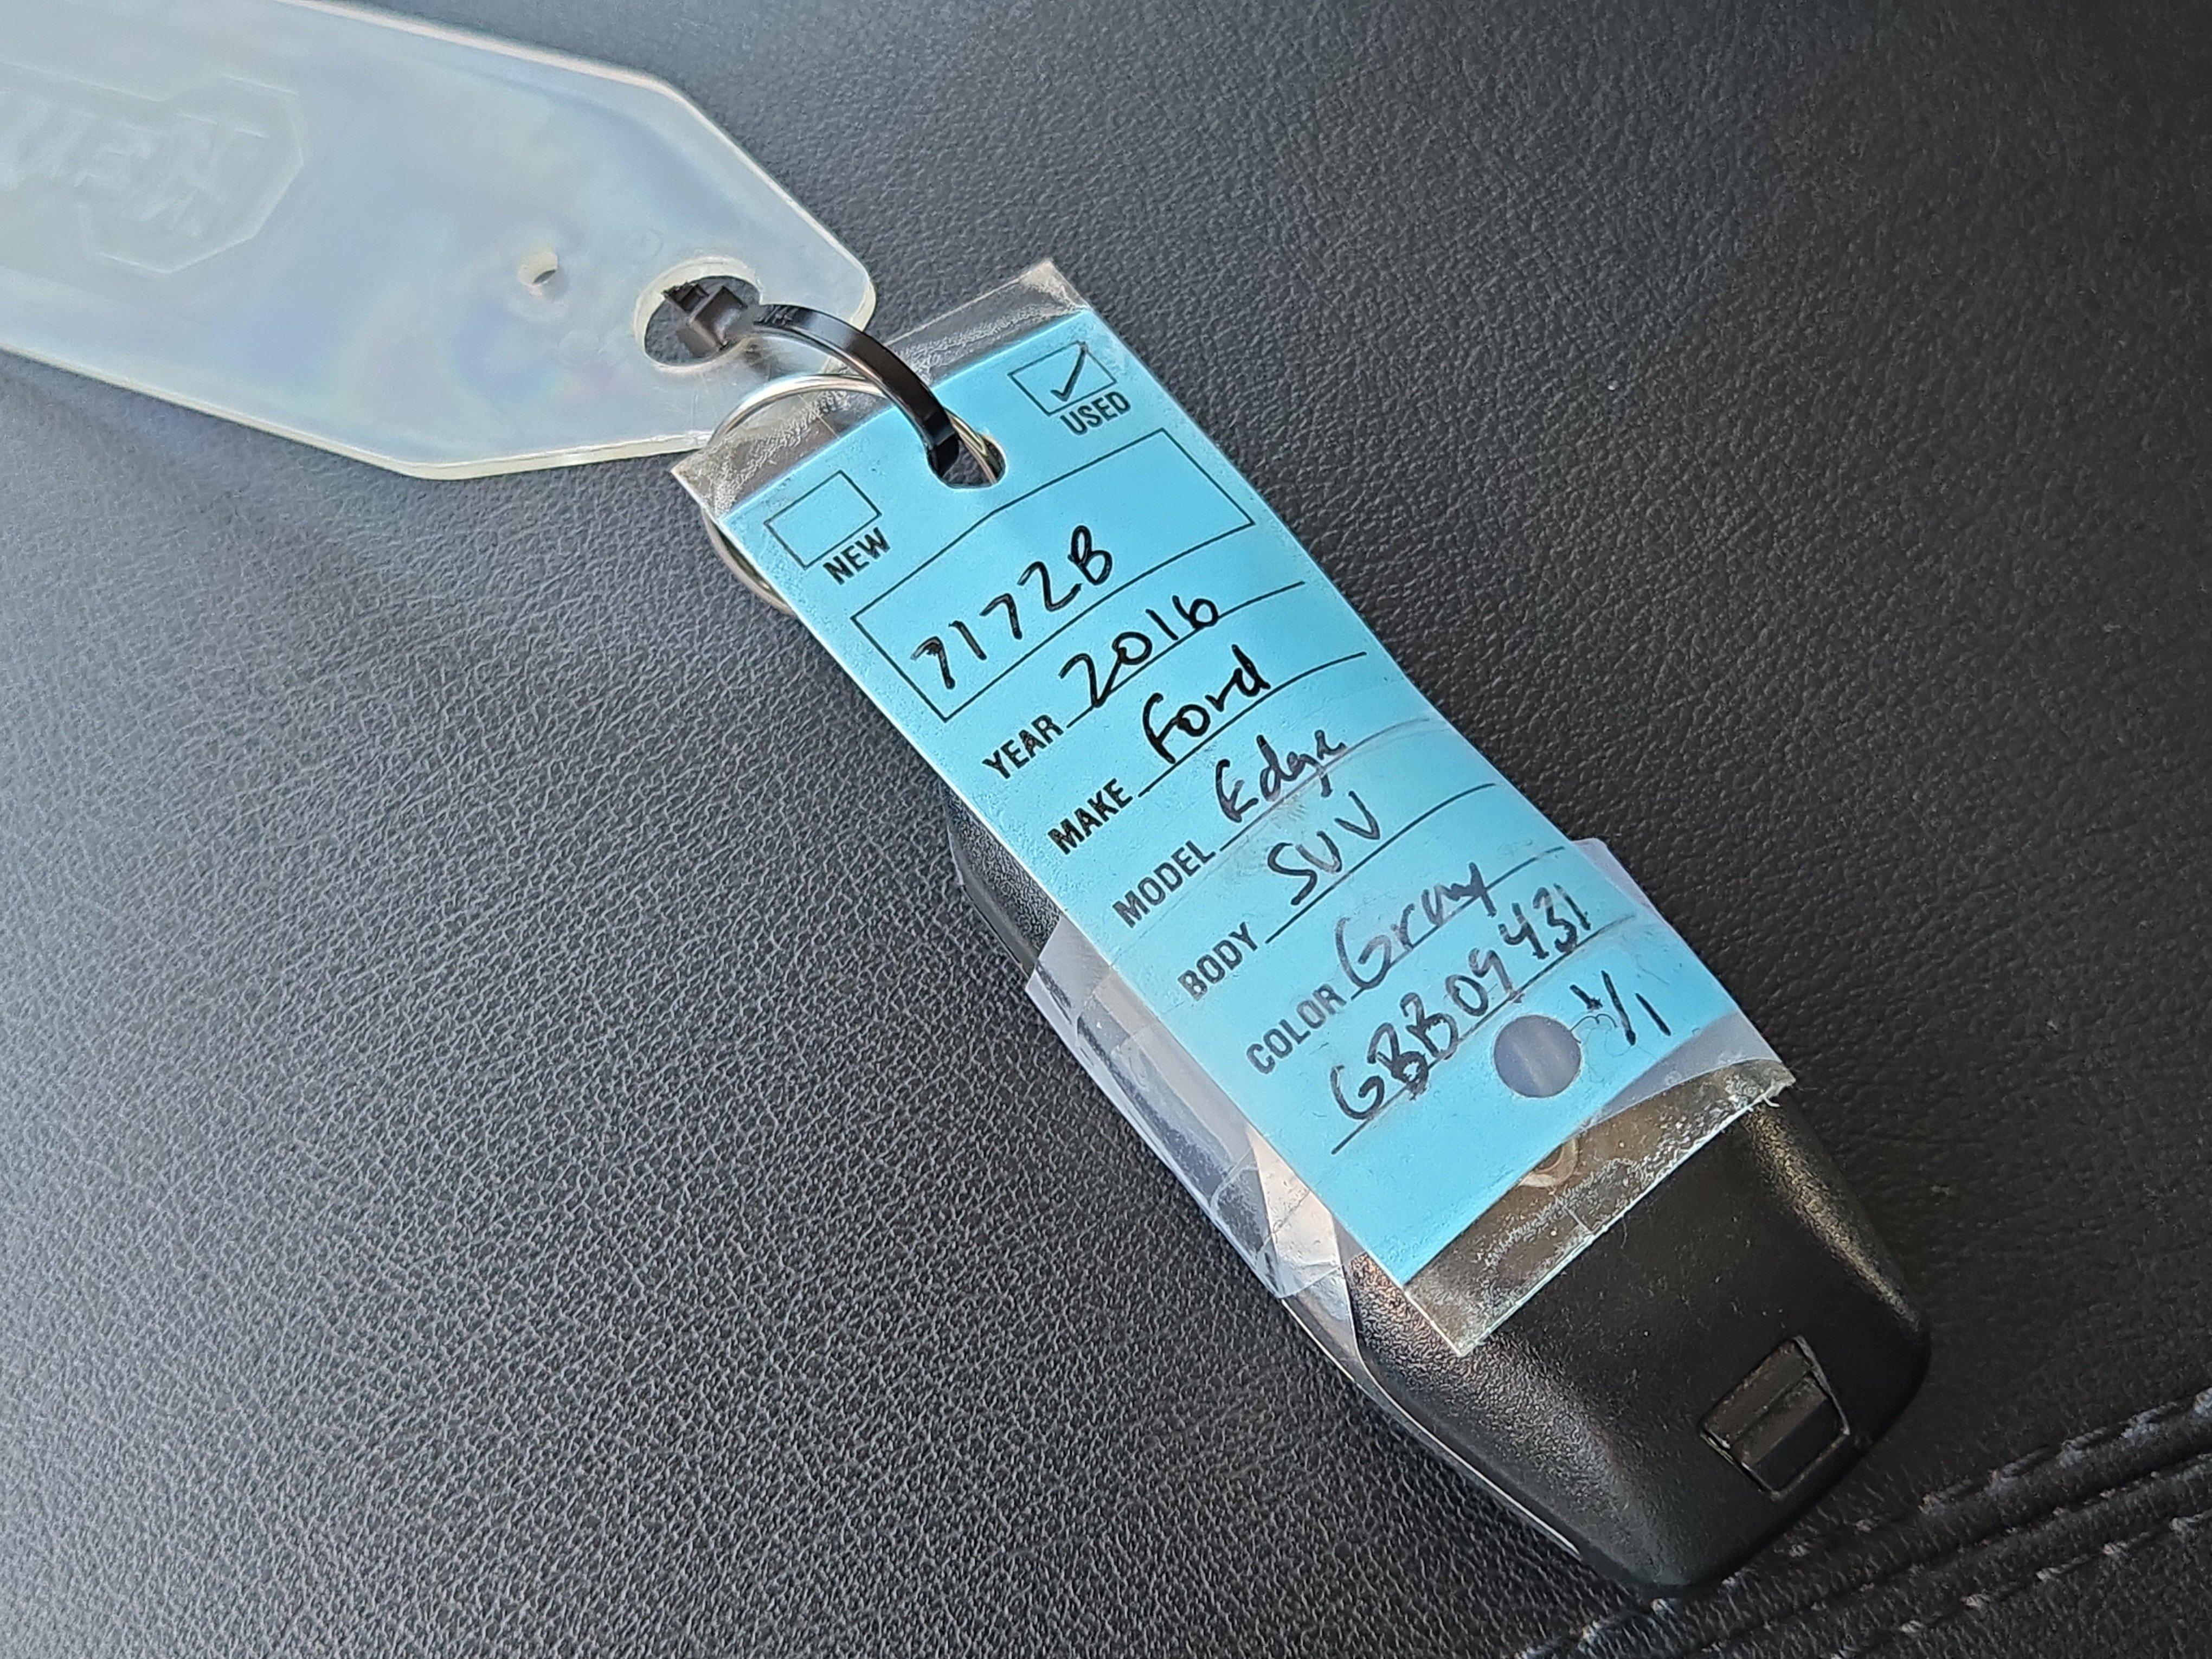 USED
NEW
7172B
YEAR 2016
MAKE Ford
MODEL Edge
BODY SUV
COLOR Gray
GBB09431